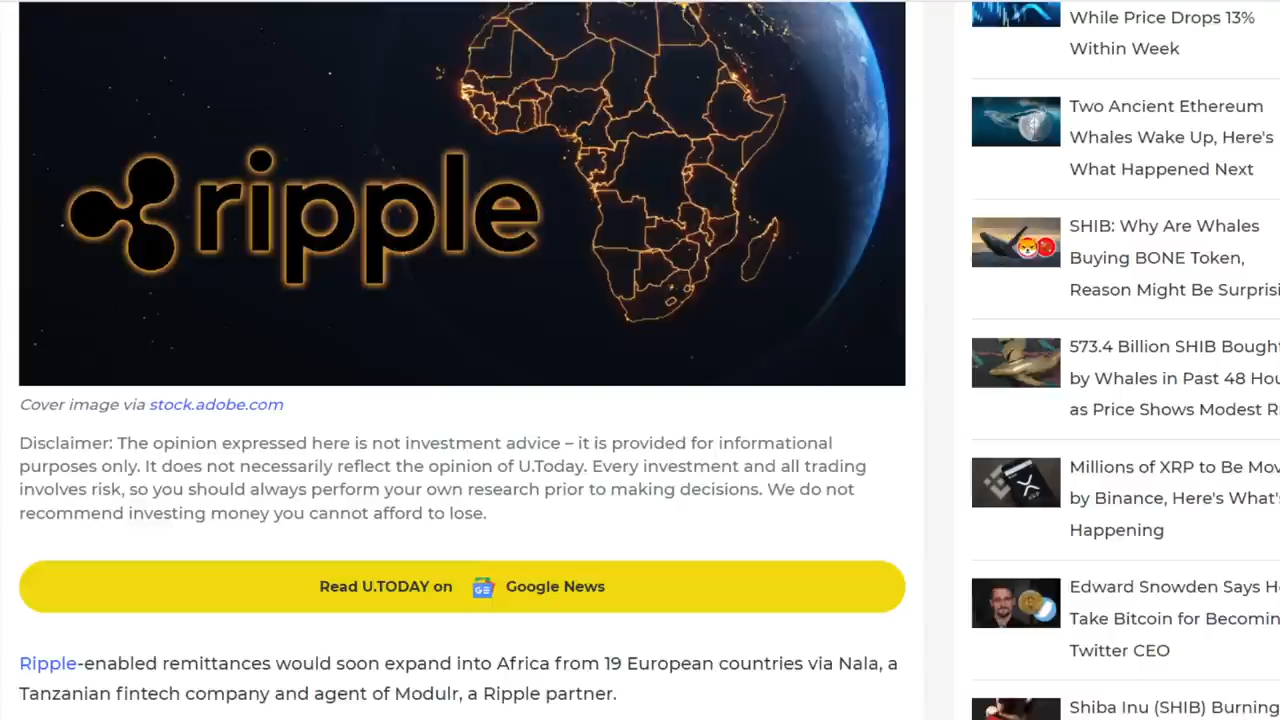 ripple
Cover image via stock.adobe.com
Disclaimer: The opinion expressed here is not investment advice – it is provided for informational
purposes only. It does not necessarily reflect the opinion of U.Today. Every investment and all trading
involves risk, so you should always perform your own research prior to making decisions. We do not
recommend investing money you cannot afford to lose.
Read U.TODAY on GE Google News
Ripple-enabled remittances would soon expand into Africa from 19 European countries via Nala, a
Tanzanian fintech company and agent of Modulr, a Ripple partner.
While Price Drops 13%
Within Week
Two Ancient Ethereum
Whales Wake Up, Here's
What Happened Next
SHIB: Why Are Whales
Buying BONE Token,
Reason Might Be Surprisi
573.4 Billion SHIB Bought
by Whales in Past 48 Hou
as Price Shows Modest R
Millions of XRP to Be Mov
by Binance, Here's What's
Happening
Edward Snowden Says H
Take Bitcoin for Becomin
Twitter CEO
Shiba Inu (SHIB) Burning